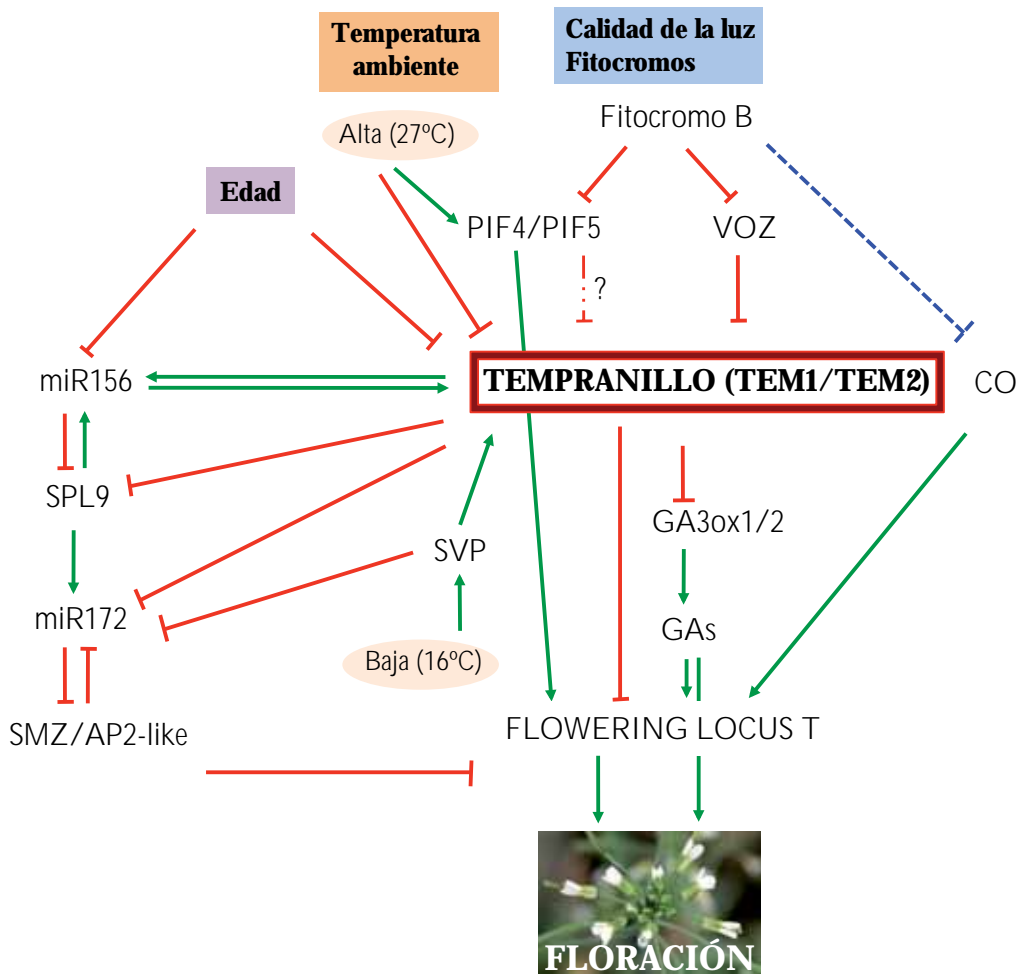 Temperatura
ambiente
Calidad de la luz
Fitocromos
Alta (27ºC)
Fitocromo B
Edad
PIF4/PIF5
VOZ
?
miR156
TEMPRANILLO (TEM1/TEM2)
CO
SPL9
GA3ox1/2
SVP
miR172
GAs
Baja (16ºC)
SMZ/AP2-like
FLOWERING LOCUS T
FLORACIÓN